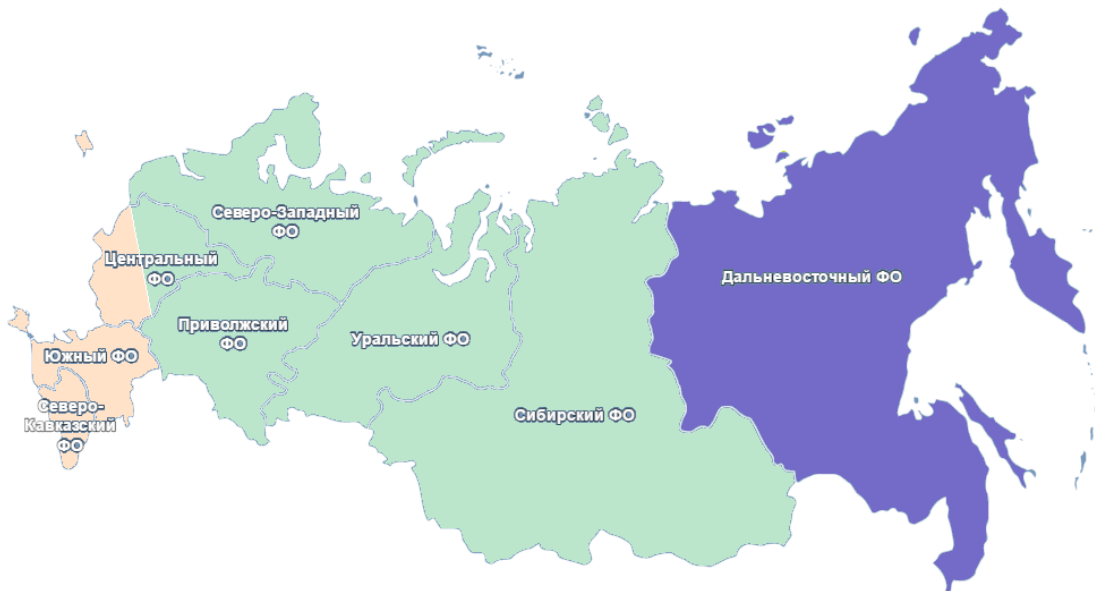 Северо-Западный
ФО
Центральный
ФО
Дальневосточный ФО
Приволжский
ФО
Уральский ФО
Южный ФО
Северо-
Кавказский
ФО
Сибирский ФО